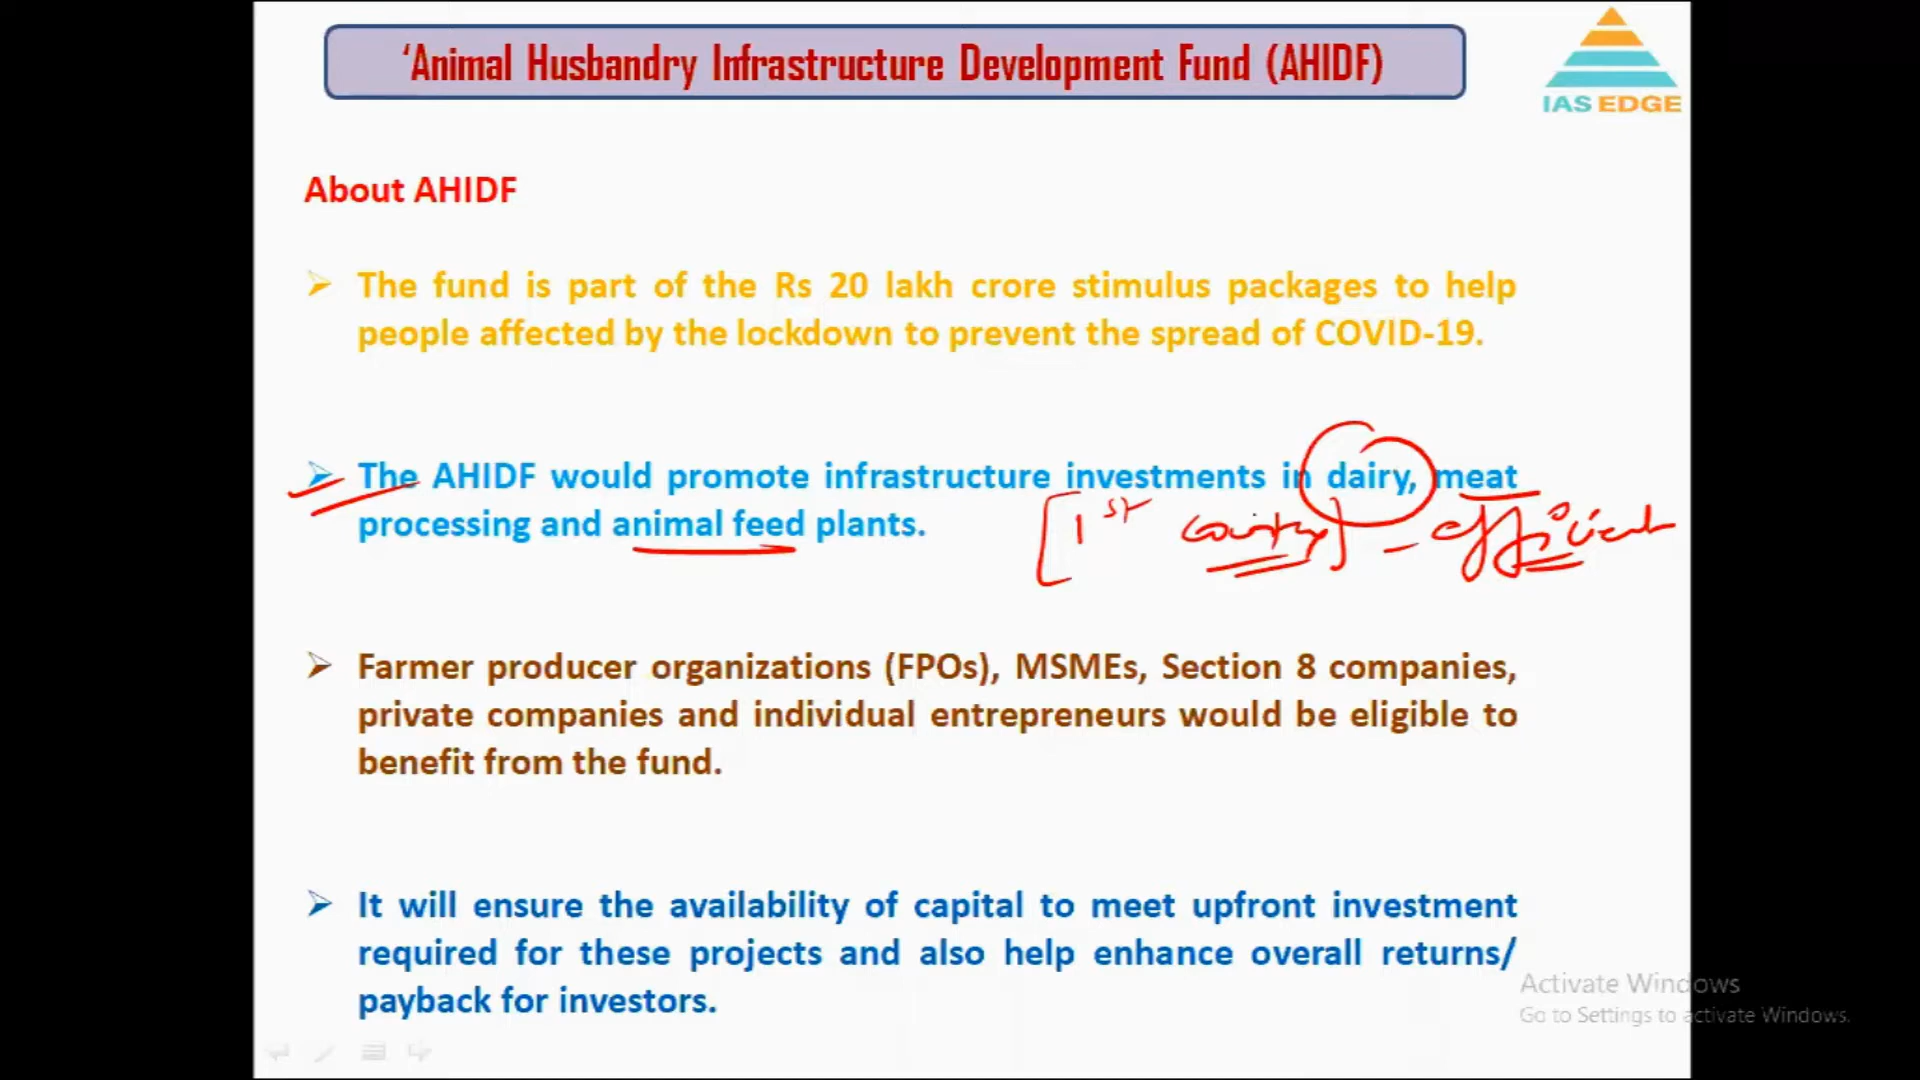 ‘Animal Husbandry Infrastructure Development Fund (AHIDF)
IAS EDGE
About AHIDF
The fund is part of the Rs 20 lakh crore stimulus packages to help
people affected by the lockdown to prevent the spread of COVID-19.
The AHIDF would promote infrastructure investments in dairy, meat
processing and animal feed plants.
[1st country] - efficient
Farmer producer organizations (FPOs), MSMEs, Section 8 companies,
private companies and individual entrepreneurs would be eligible to
benefit from the fund.
It will ensure the availability of capital to meet upfront investment
required for these projects and also help enhance overall returns/
payback for investors.
Activate Windows
Go to Settings to activate Windows.